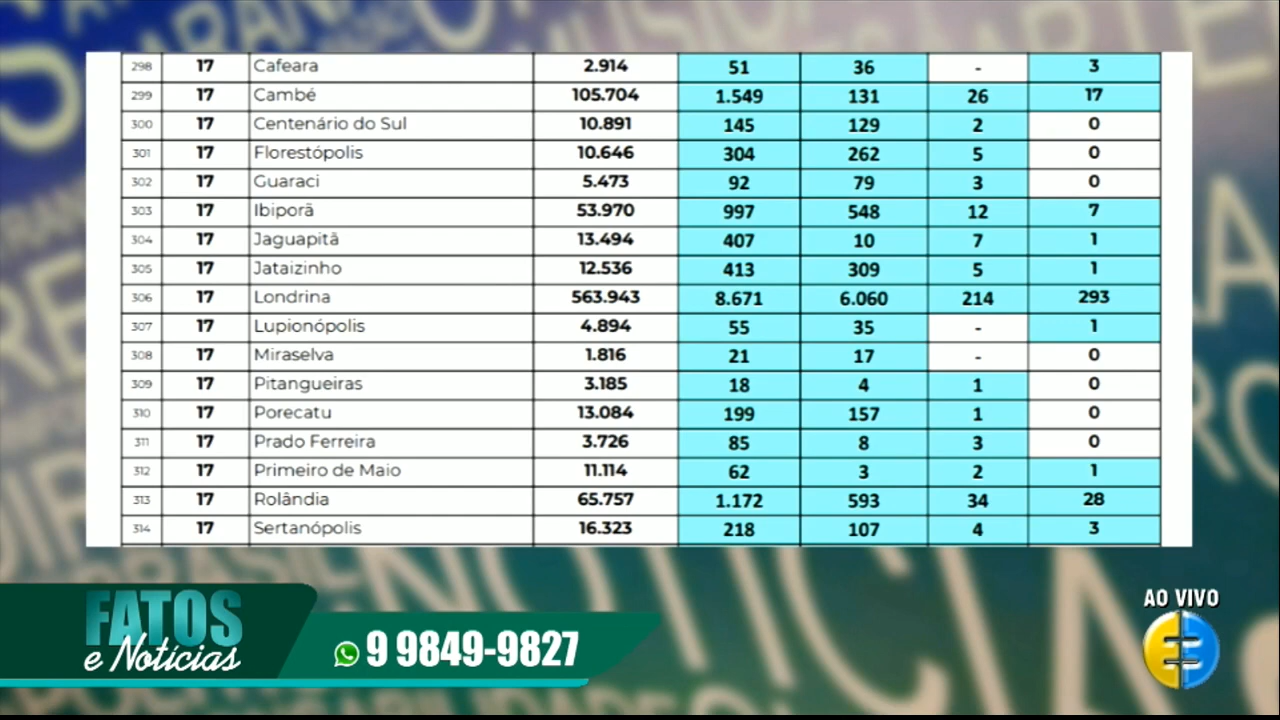 298 17 Cafeara 2.914 51 36 - 3
299 17 Cambé 105.704 1.549 131 26 17
300 17 Centenário do Sul 10.891 145 129 2 0
301 17 Florestópolis 10.646 304 262 5 0
302 17 Guaraci 5.473 92 79 3 0
303 17 Ibiporã 53.970 997 548 12 7
304 17 Jaguapitã 13.494 407 10 7 1
305 17 Jataizinho 12.536 413 309 5 1
306 17 Londrina 563.943 8.671 6.060 214 293
307 17 Lupionópolis 4.894 55 35 - 1
308 17 Miraselva 1.816 21 17 - 0
309 17 Pitangueiras 3.185 18 4 1 0
310 17 Porecatu 13.084 199 157 1 0
311 17 Prado Ferreira 3.726 85 8 3 0
312 17 Primeiro de Maio 11.114 62 3 2 1
313 17 Rolândia 65.757 1.172 593 34 28
314 17 Sertanópolis 16.323 218 107 4 3
FATOS
e Notícias
9 9849-9827
AO VIVO